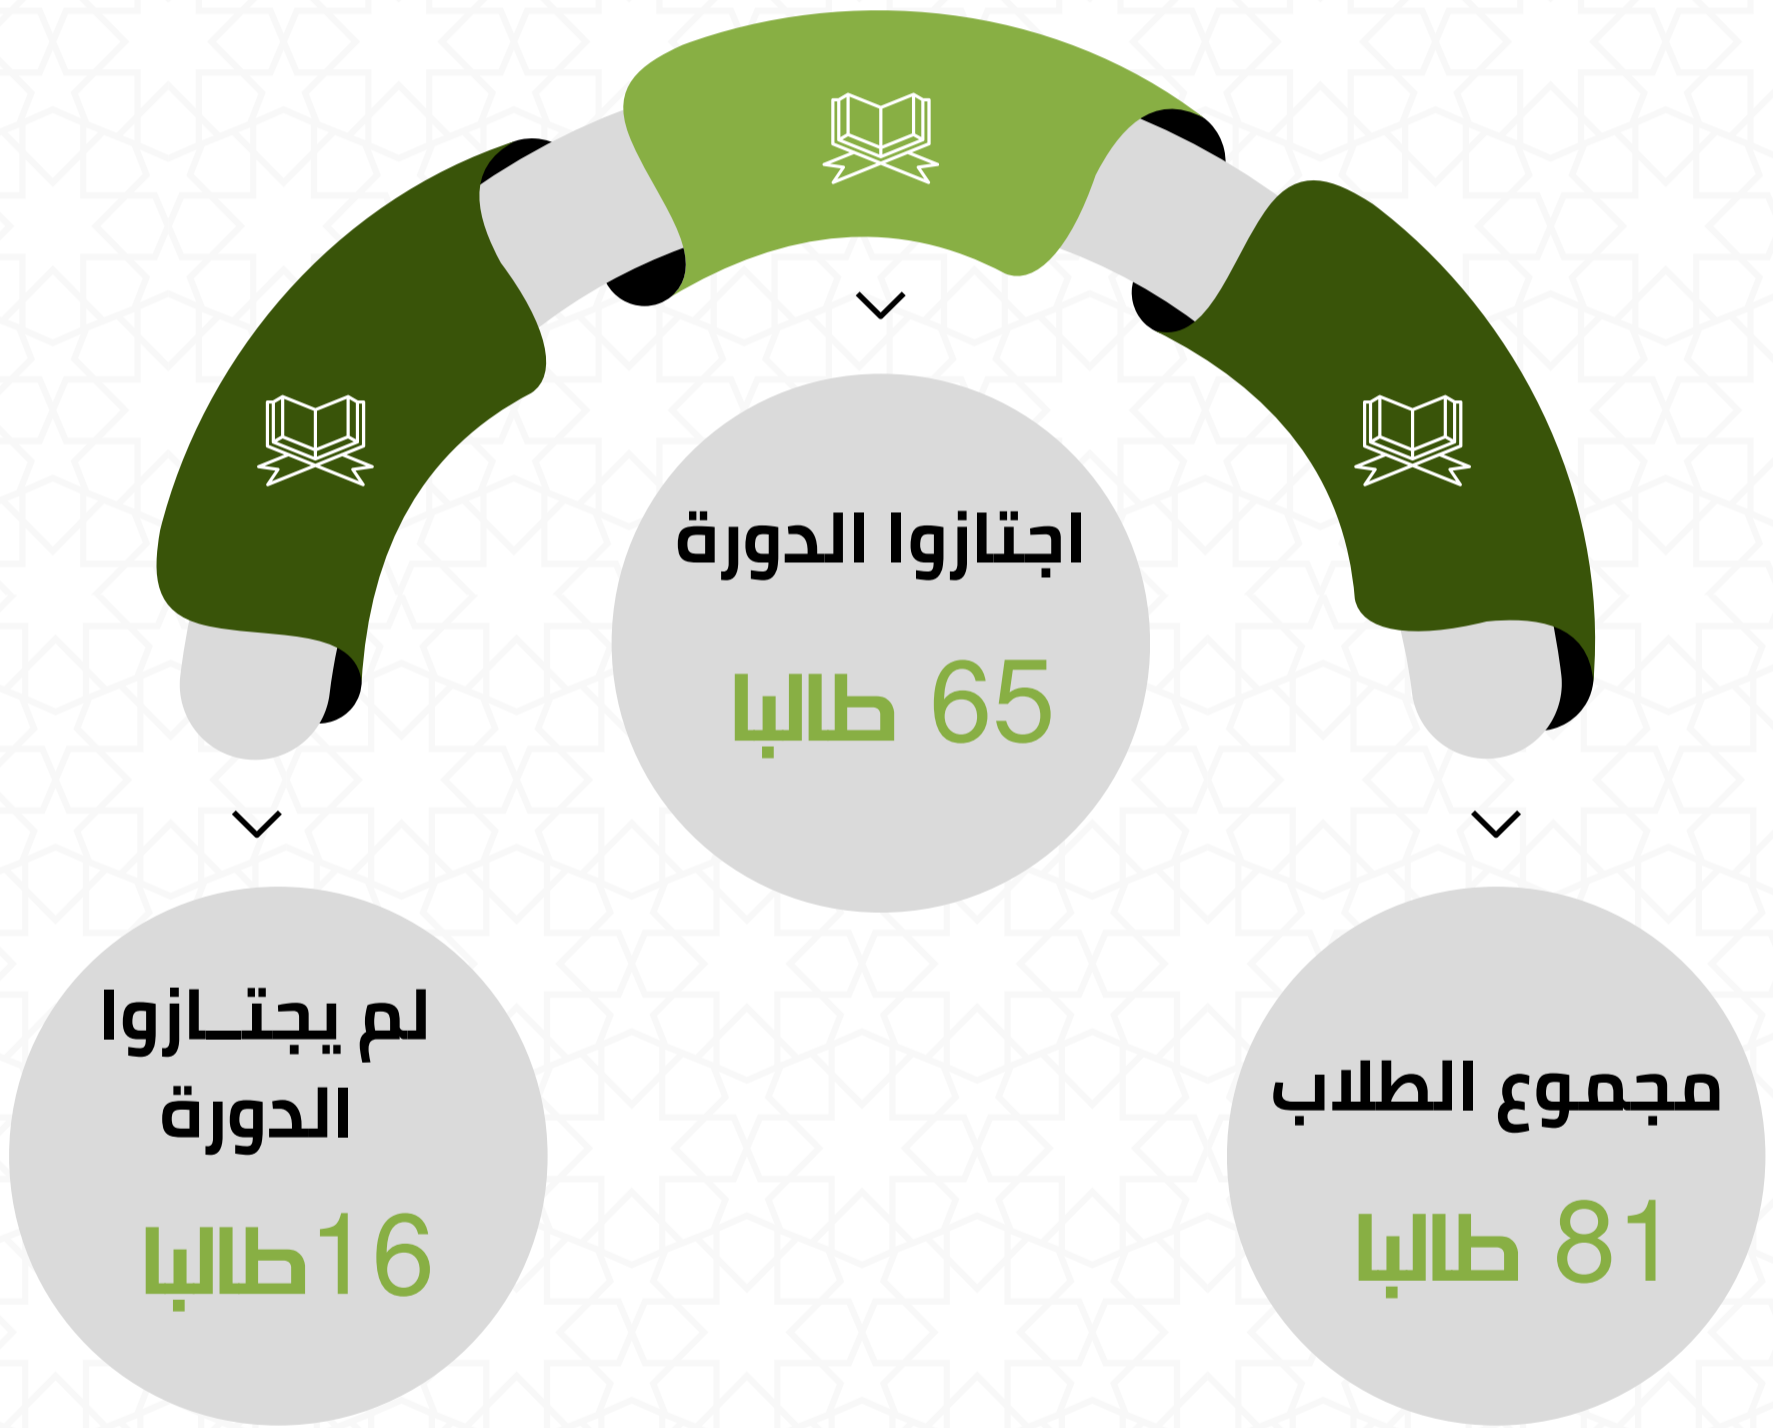 اجتازوا الدورة
65 طالبا
مجموع الطلاب
81 طالبا
لم يجتــازوا
الدورة
16طالبا